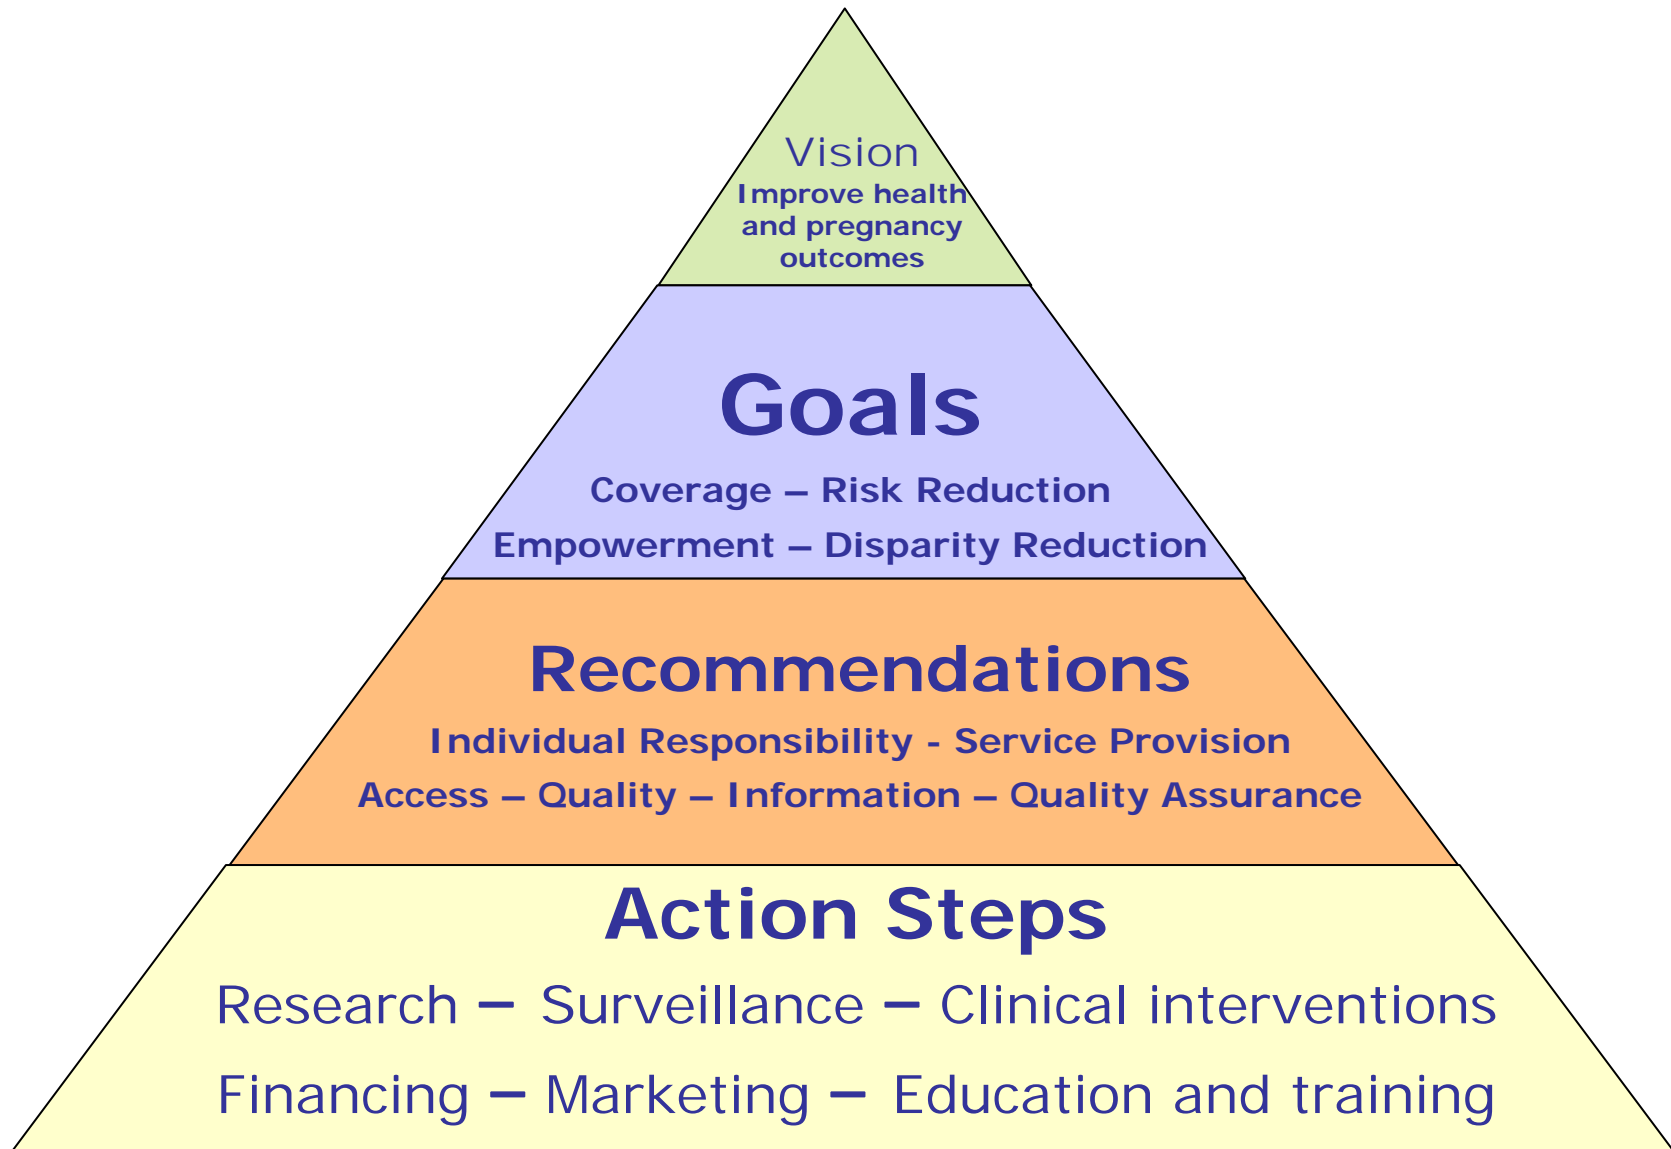 Vision
Improve health
and pregnancy
outcomes
Goals
Coverage – Risk Reduction
Empowerment – Disparity Reduction
Recommendations
Individual Responsibility - Service Provision
Access – Quality – Information – Quality Assurance
Action Steps
Research – Surveillance – Clinical interventions
Financing – Marketing – Education and training